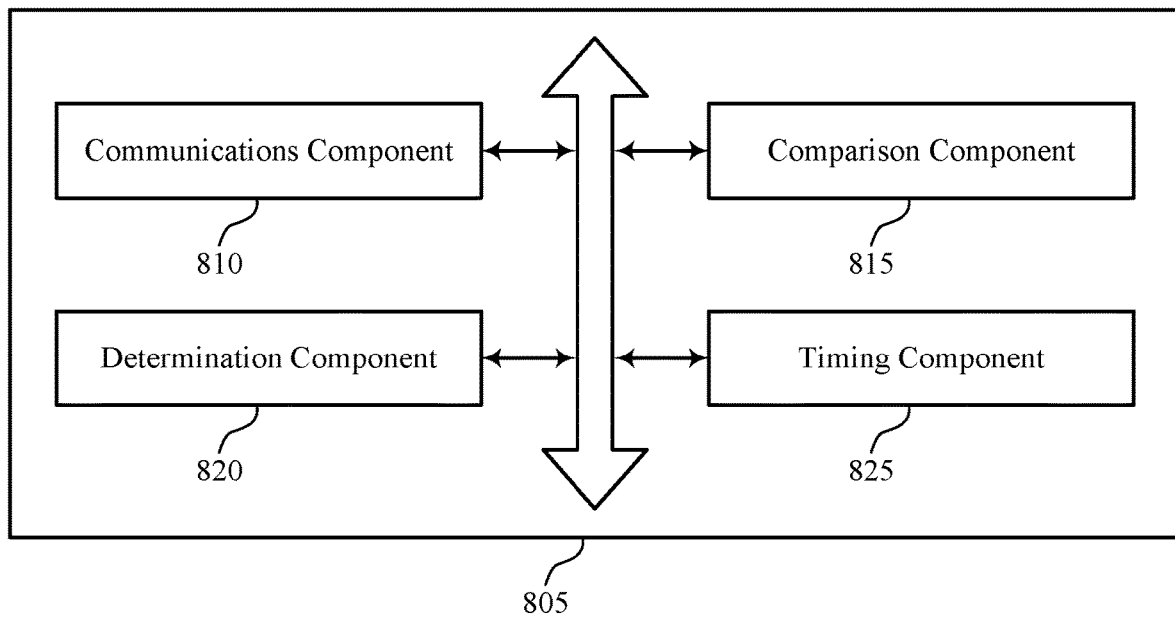 Communications Component
Comparison Component
810
815
Determination Component
Timing Component
820
825
805